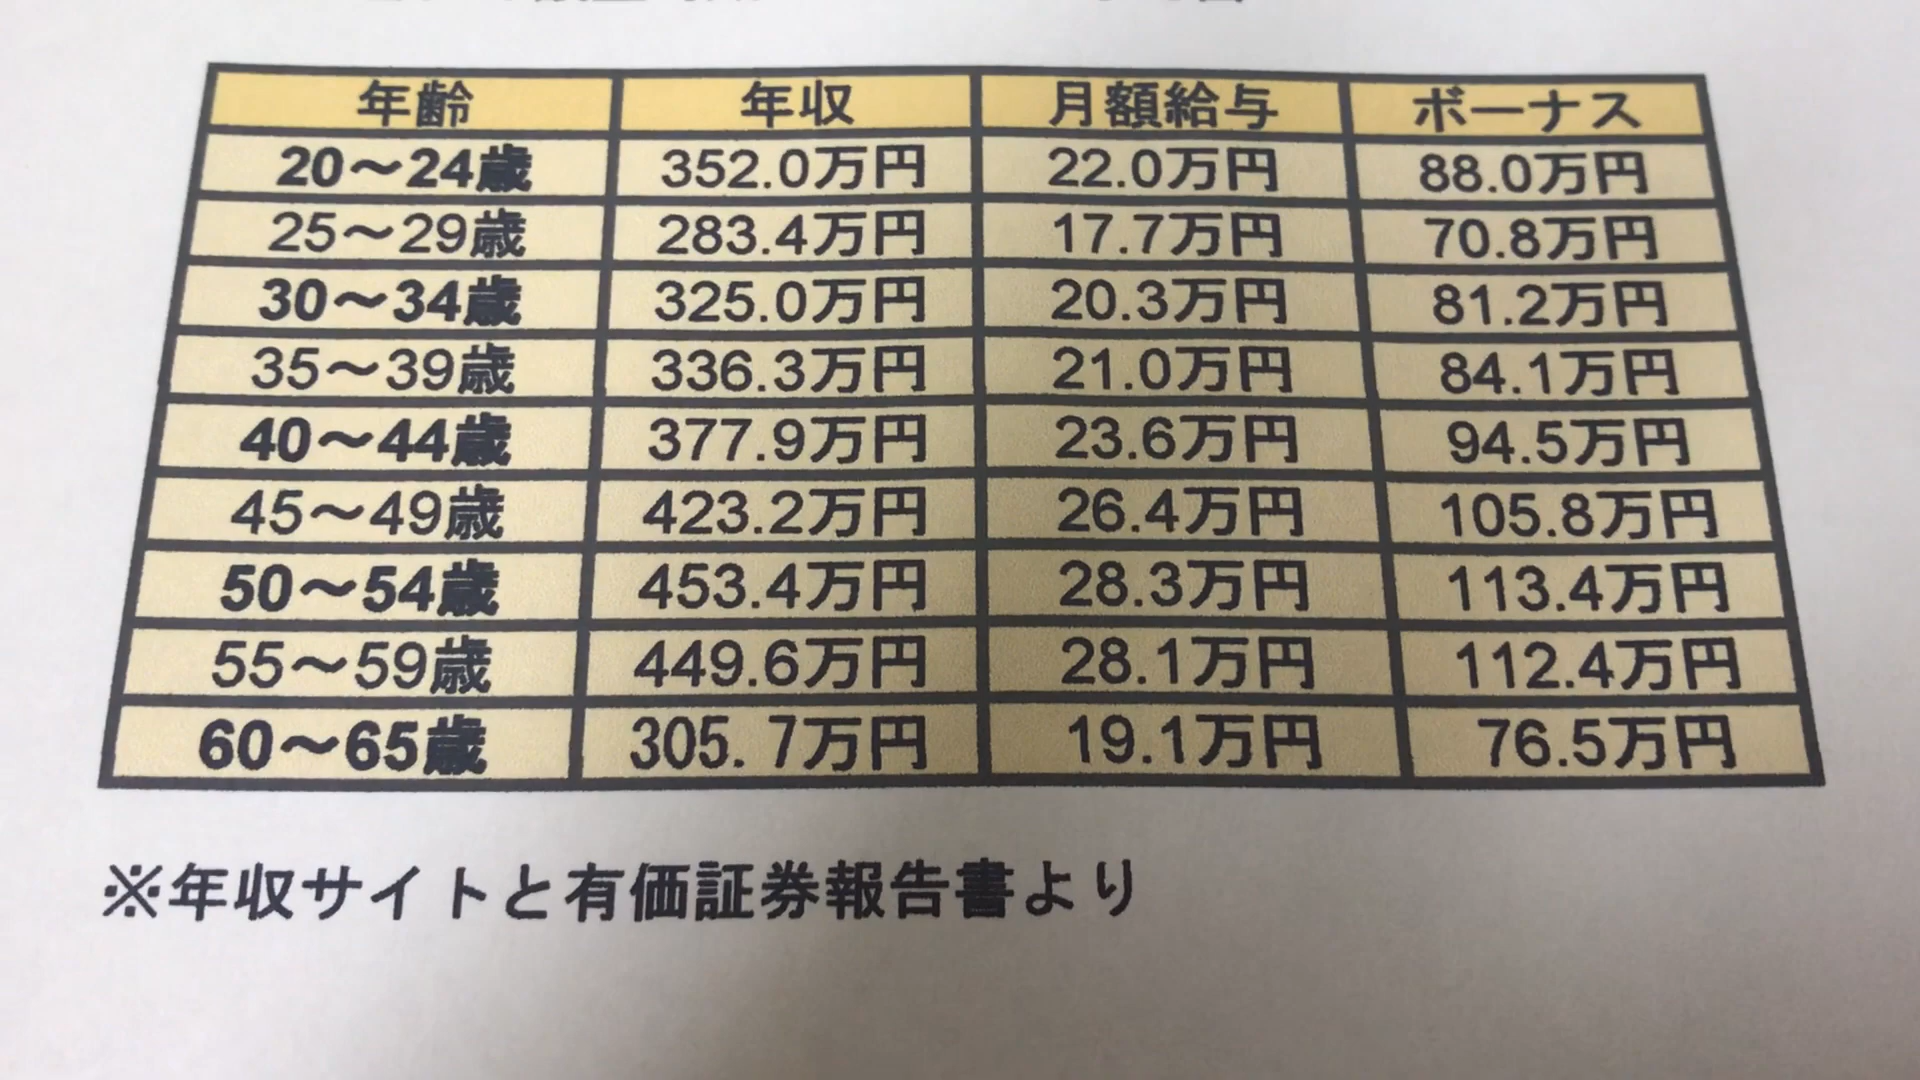 年齢 年収 月額給与 ボーナス
20～24歳 352.0万円 22.0万円 88.0万円
25～29歳 283.4万円 17.7万円 70.8万円
30～34歳 325.0万円 20.3万円 81.2万円
35～39歳 336.3万円 21.0万円 84.1万円
40～44歳 377.9万円 23.6万円 94.5万円
45～49歳 423.2万円 26.4万円 105.8万円
50～54歳 453.4万円 28.3万円 113.4万円
55～59歳 449.6万円 28.1万円 112.4万円
60～65歳 305.7万円 19.1万円 76.5万円
※年収サイトと有価証券報告書より